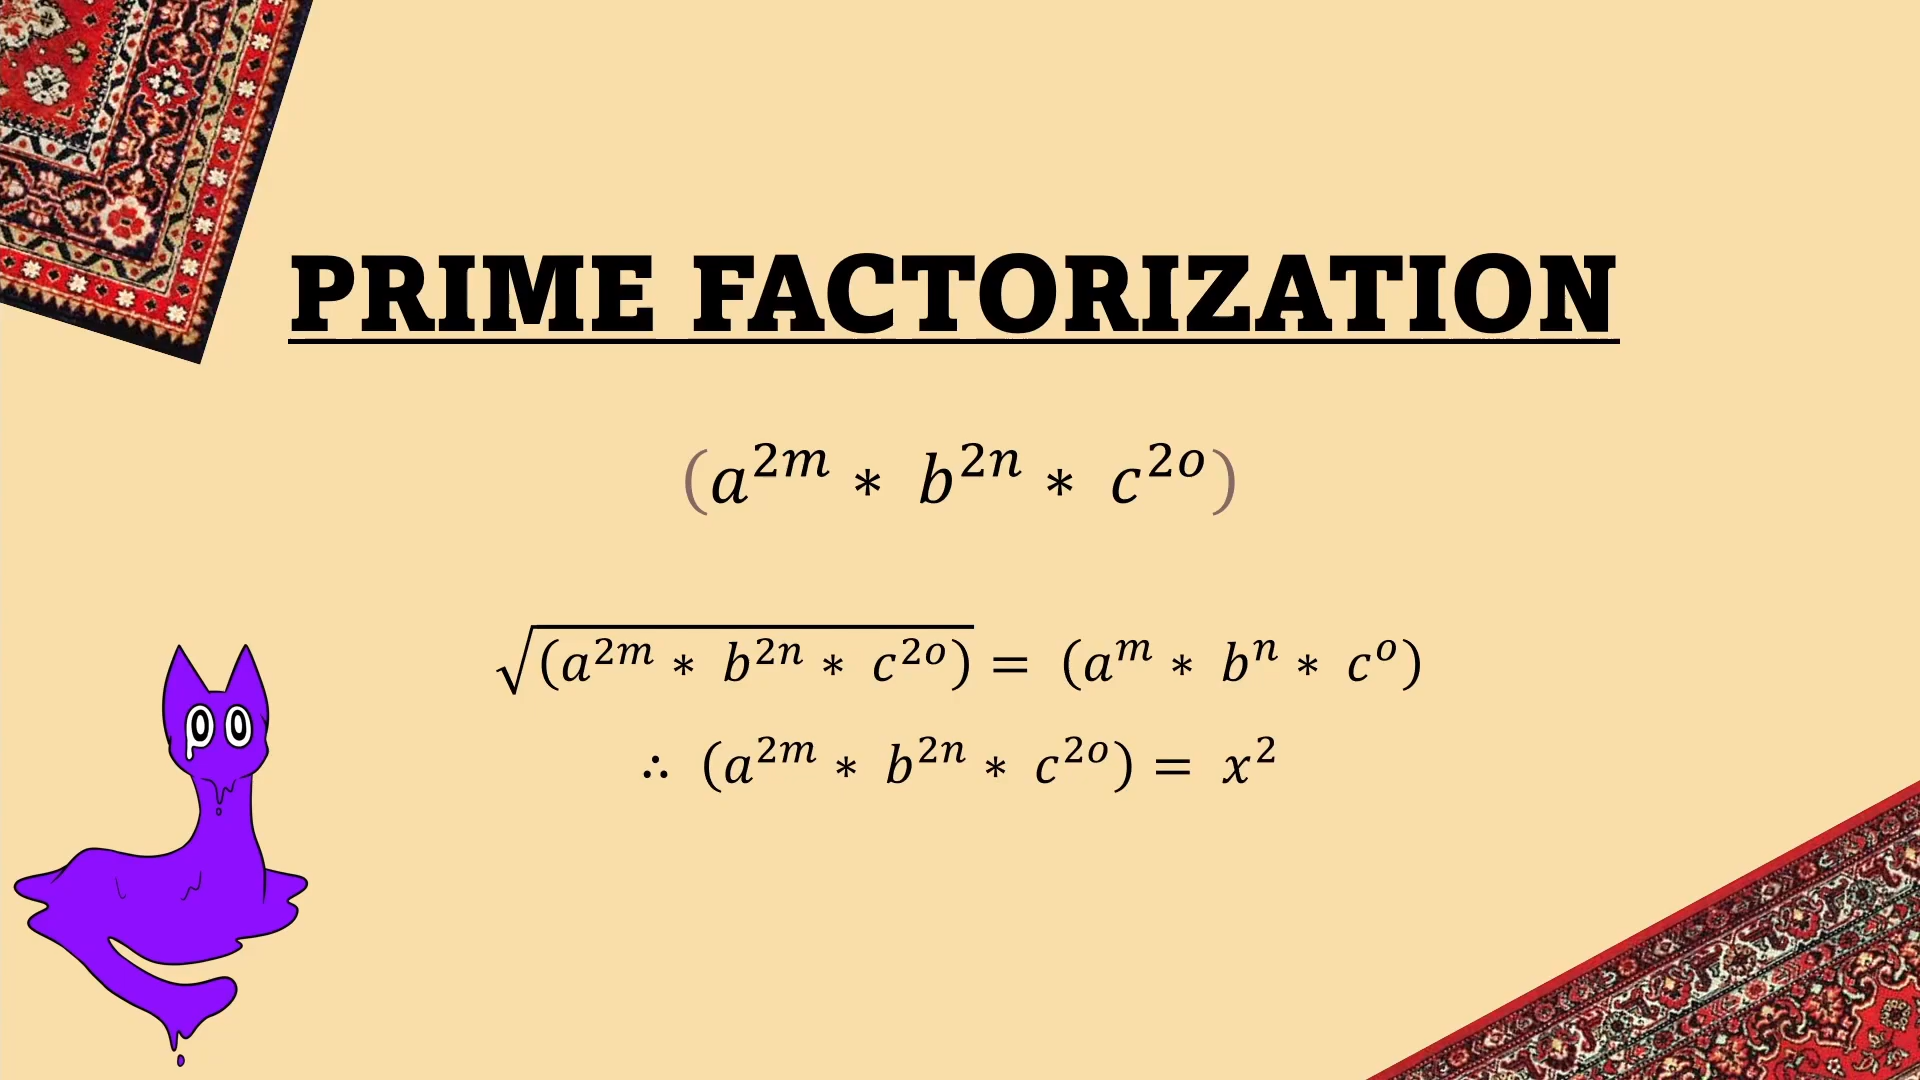 PRIME FACTORIZATION
(a^{2m} * b^{2n} * c^{2o})
√(a^{2m} * b^{2n} * c^{2o}) = (a^m * b^n * c^o)
∴ (a^{2m} * b^{2n} * c^{2o}) = x^2